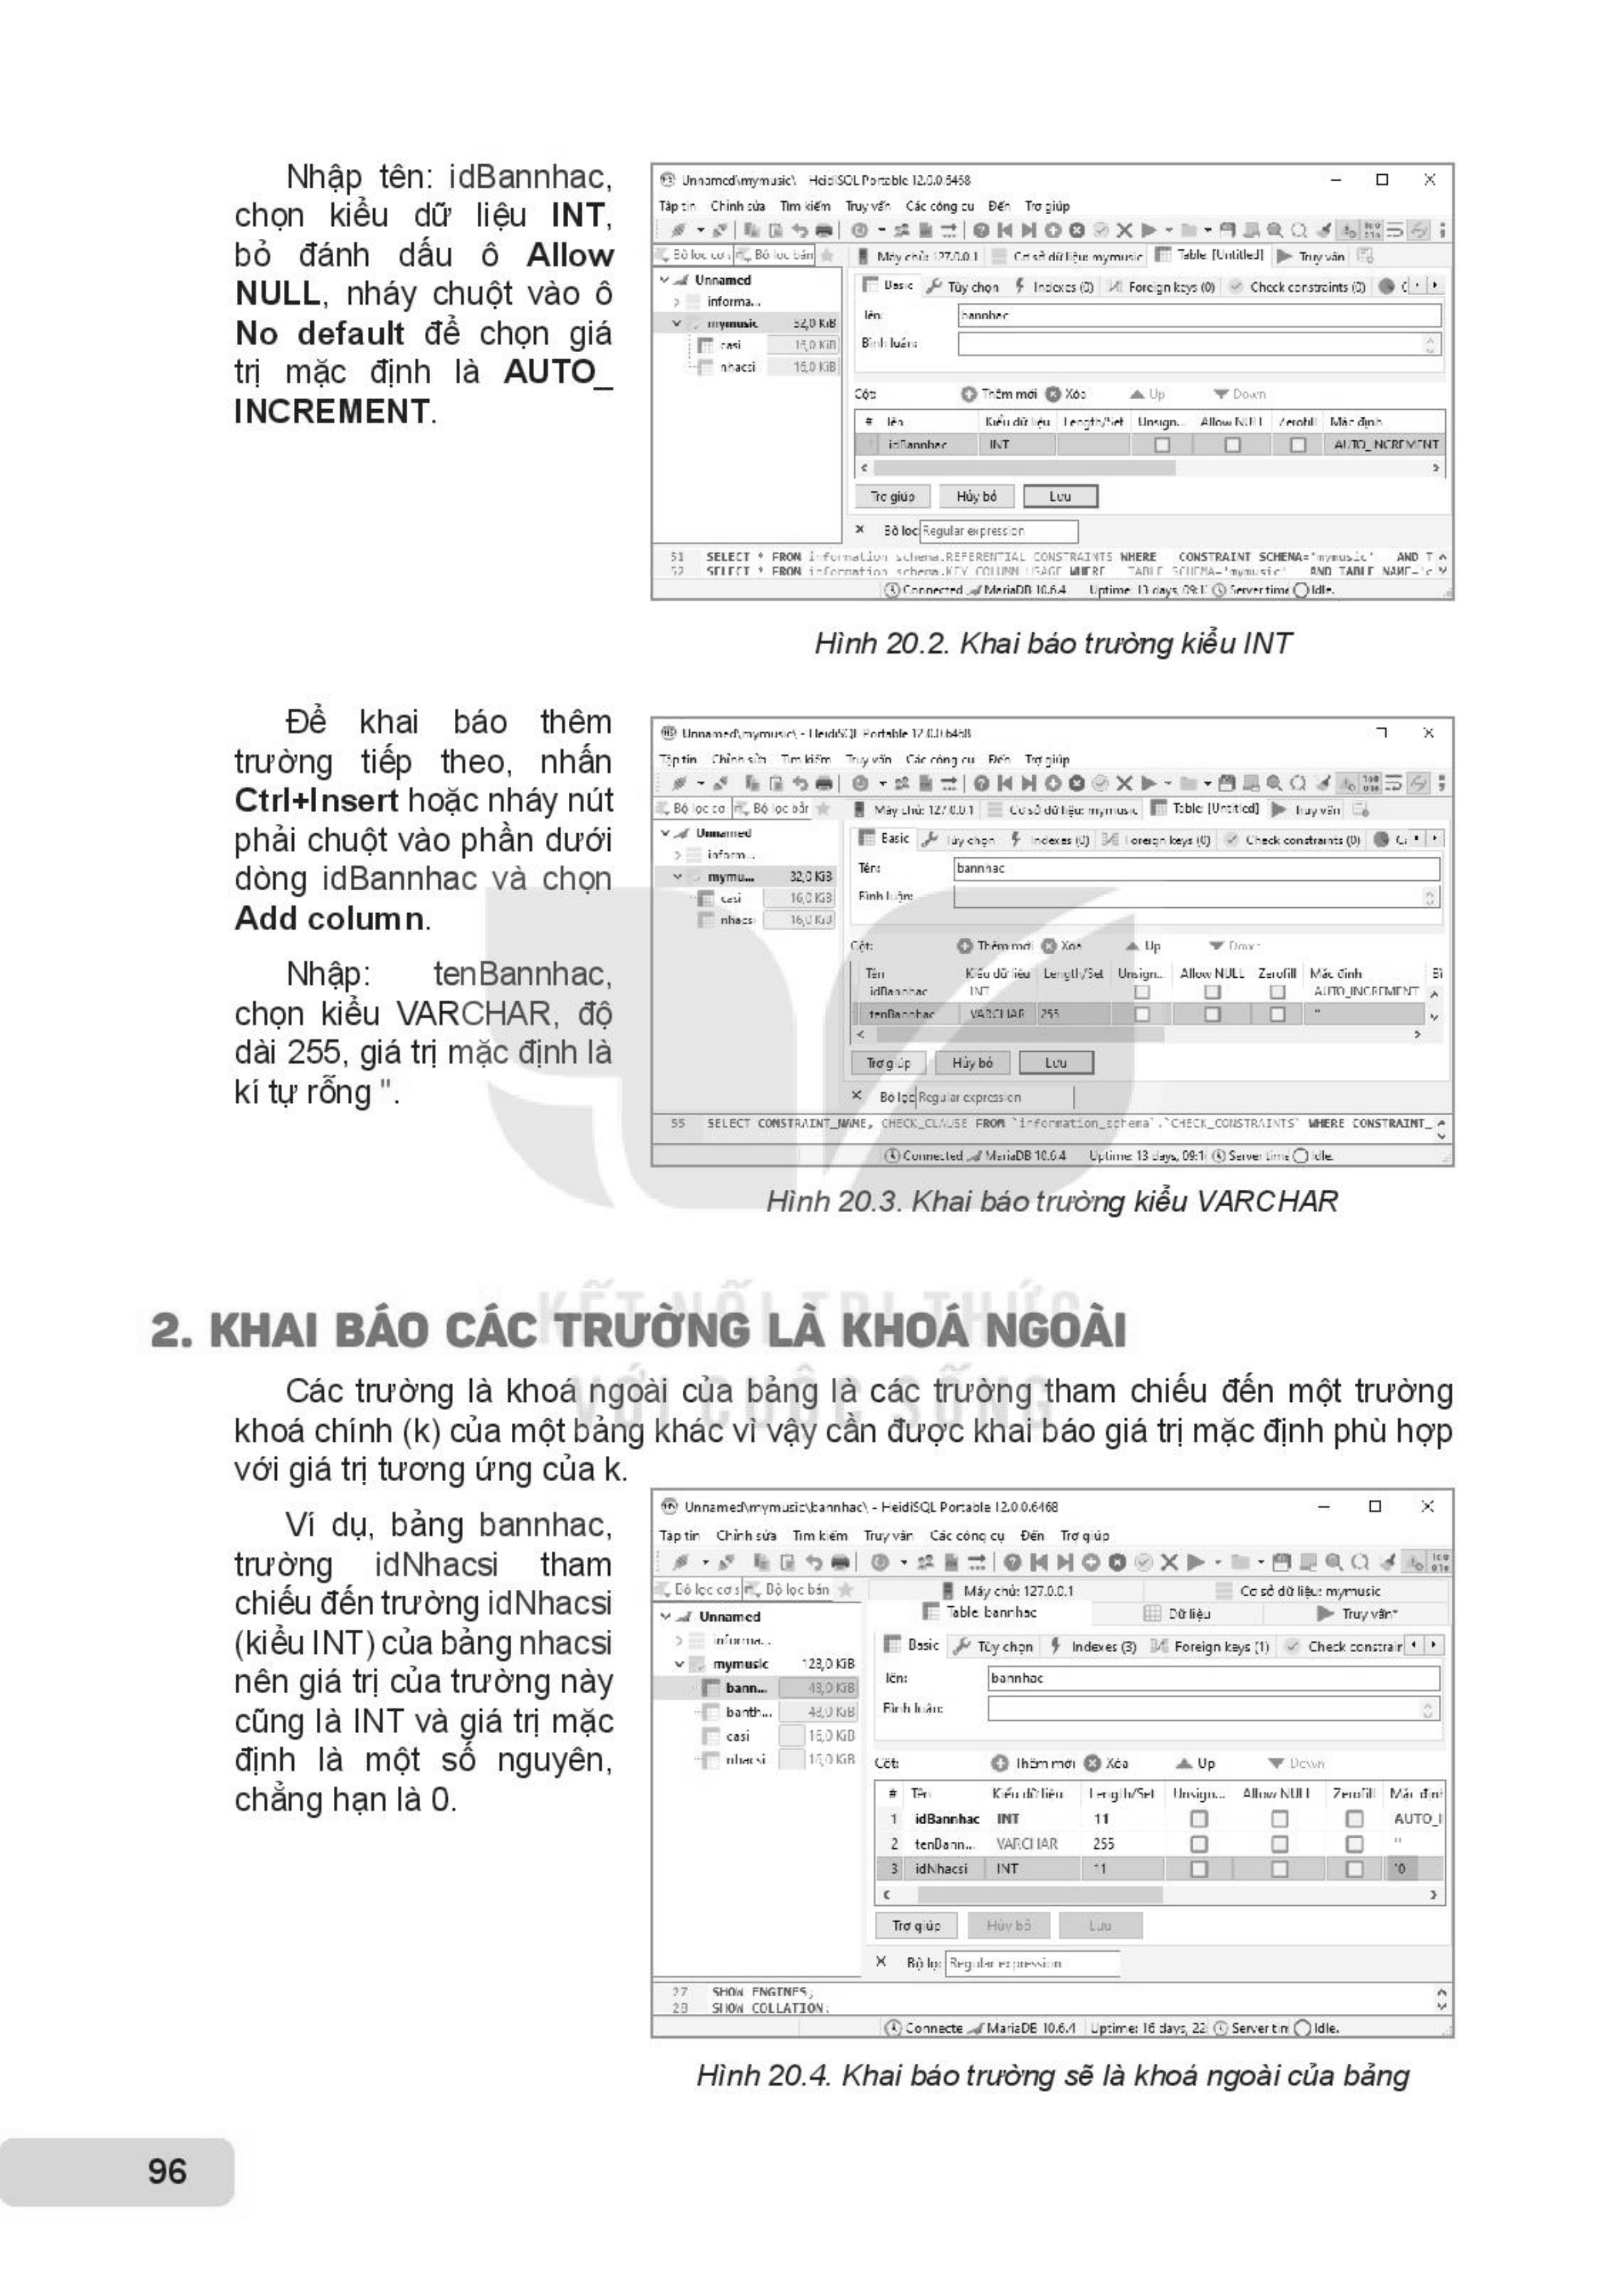 Nhập tên: idBannhac,
chọn kiểu dữ liệu INT,
bỏ đánh dấu ô Allow
NULL, nháy chuột vào ô
No default để chọn giá
trị mặc định là AUTO_
INCREMENT.
Unnamed\mymusic\ HeidiSQL Portable 12.0.0.6468
Tập tin Chỉnh sửa Tìm kiếm Truy vấn Các công cụ Đến Trợ giúp
Máy chủ: 127.0.0.1 Cơ sở dữ liệu: mymusic Table: [Untitled] Truy vấn
Unnamed
informa...
mymusic 32,0 KiB
casi 16,0 KiB
nhacsi 16,0 KiB
Basic Tùy chọn Indexes (0) Foreign keys (0) Check constraints (0)
Tên: bannhac
Bình luận:
Cột: Thêm mới Xóa Up Down
# Tên Kiểu dữ liệu Length/Set Unsign... Allow NULL Zerofill Mặc định
1 idBannhac INT AUTO_INCREMENT
Trợ giúp Hủy bỏ Lưu
Bộ lọc Regular expression
51 SELECT * FROM information_schema.REFERENTIAL_CONSTRAINTS WHERE CONSTRAINT_SCHEMA='mymusic' AND T
52 SELECT * FROM information_schema.KEY_COLUMN_USAGE WHERE TABLE_SCHEMA='mymusic' AND TABLE_NAME='c
Connected MariaDB 10.6.4 Uptime: 13 days, 09:1 Server time Idle.
Hình 20.2. Khai báo trường kiểu INT
Để khai báo thêm
trường tiếp theo, nhấn
Ctrl+Insert hoặc nháy nút
phải chuột vào phần dưới
dòng idBannhac và chọn
Add column.
Nhập: tenBannhac,
chọn kiểu VARCHAR, độ
dài 255, giá trị mặc định là
kí tự rỗng ''.
Unnamed\mymusic\ - HeidiSQL Portable 12.0.0.6468
Tập tin Chỉnh sửa Tìm kiếm Truy vấn Các công cụ Đến Trợ giúp
Máy chủ: 127.0.0.1 Cơ sở dữ liệu: mymusic Table: [Untitled] Truy vấn
Unnamed
inform...
mymu... 32,0 KiB
casi 16,0 KiB
nhacsi 16,0 KiB
Basic Tùy chọn Indexes (0) Foreign keys (0) Check constraints (0)
Tên: bannhac
Bình luận:
Cột: Thêm mới Xóa Up Down
Tên Kiểu dữ liệu Length/Set Unsign... Allow NULL Zerofill Mặc định Bì
idBannhac INT AUTO_INCREMENT
tenBannhac VARCHAR 255 ''
Trợ giúp Hủy bỏ Lưu
Bộ lọc Regular expression
55 SELECT CONSTRAINT_NAME, CHECK_CLAUSE FROM `information_schema`.`CHECK_CONSTRAINTS` WHERE CONSTRAINT_
Connected MariaDB 10.6.4 Uptime: 13 days, 09:1 Server time Idle.
Hình 20.3. Khai báo trường kiểu VARCHAR
KẾT NỐI TRI THỨC
VỚI CUỘC SỐNG
2. KHAI BÁO CÁC TRƯỜNG LÀ KHOÁ NGOÀI
Các trường là khoá ngoài của bảng là các trường tham chiếu đến một trường
khoá chính (k) của một bảng khác vì vậy cần được khai báo giá trị mặc định phù hợp
với giá trị tương ứng của k.
Ví dụ, bảng bannhac,
trường idNhacsi tham
chiếu đến trường idNhacsi
(kiểu INT) của bảng nhacsi
nên giá trị của trường này
cũng là INT và giá trị mặc
định là một số nguyên,
chẳng hạn là 0.
Unnamed\mymusic\bannhac\ - HeidiSQL Portable 12.0.0.6468
Tập tin Chỉnh sửa Tìm kiếm Truy vấn Các công cụ Đến Trợ giúp
Máy chủ: 127.0.0.1 Cơ sở dữ liệu: mymusic
Table: bannhac Dữ liệu Truy vấn*
Unnamed
informa...
mymusic 128,0 KiB
bann... 48,0 KiB
banth... 48,0 KiB
casi 16,0 KiB
nhacsi 16,0 KiB
Basic Tùy chọn Indexes (3) Foreign keys (1) Check constrair
Tên: bannhac
Bình luận:
Cột: Thêm mới Xóa Up Down
# Tên Kiểu dữ liệu Length/Set Unsign... Allow NULL Zerofill Mặc địnl
1 idBannhac INT 11 AUTO_I
2 tenBann... VARCHAR 255 ''
3 idNhacsi INT 11 '0
Trợ giúp Hủy bỏ Lưu
Bộ lọc Regular expression
27 SHOW ENGINES;
28 SHOW COLLATION;
Connecte MariaDB 10.6.4 Uptime: 16 days, 22 Server tim Idle.
Hình 20.4. Khai báo trường sẽ là khoá ngoài của bảng
96